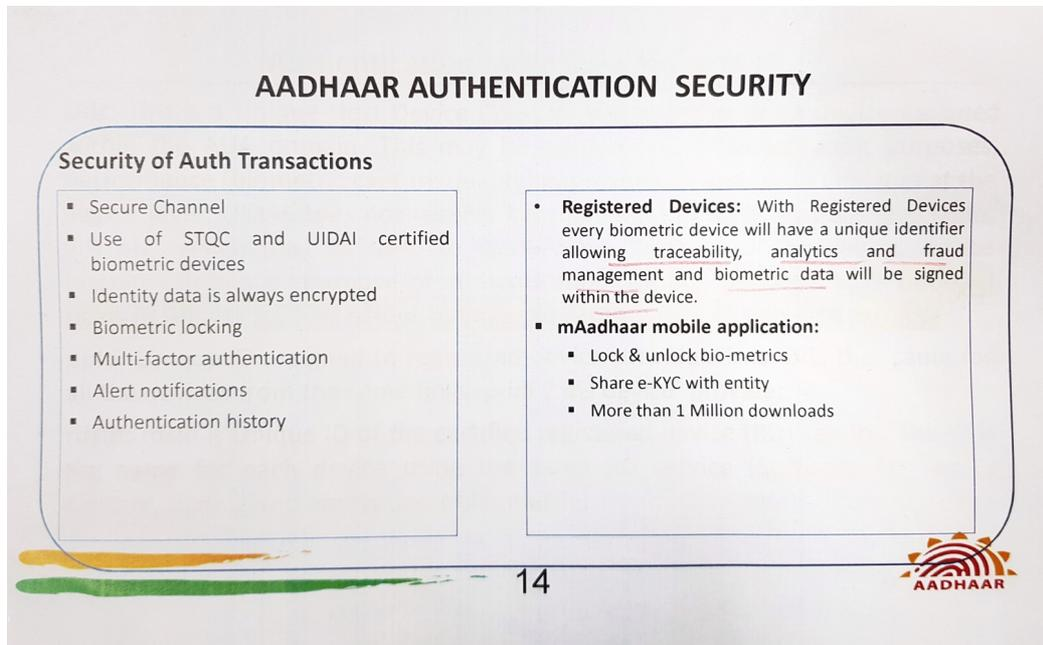 AADHAAR AUTHENTICATION SECURITY
Security of Auth Transactions
▪ Secure Channel
▪ Use of STQC and UIDAI certified
biometric devices
▪ Identity data is always encrypted
▪ Biometric locking
▪ Multi-factor authentication
▪ Alert notifications
▪ Authentication history
• Registered Devices: With Registered Devices
every biometric device will have a unique identifier
allowing traceability, analytics and fraud
management and biometric data will be signed
within the device.
▪ mAadhaar mobile application:
▪ Lock & unlock bio-metrics
▪ Share e-KYC with entity
▪ More than 1 Million downloads
14
AADHAAR